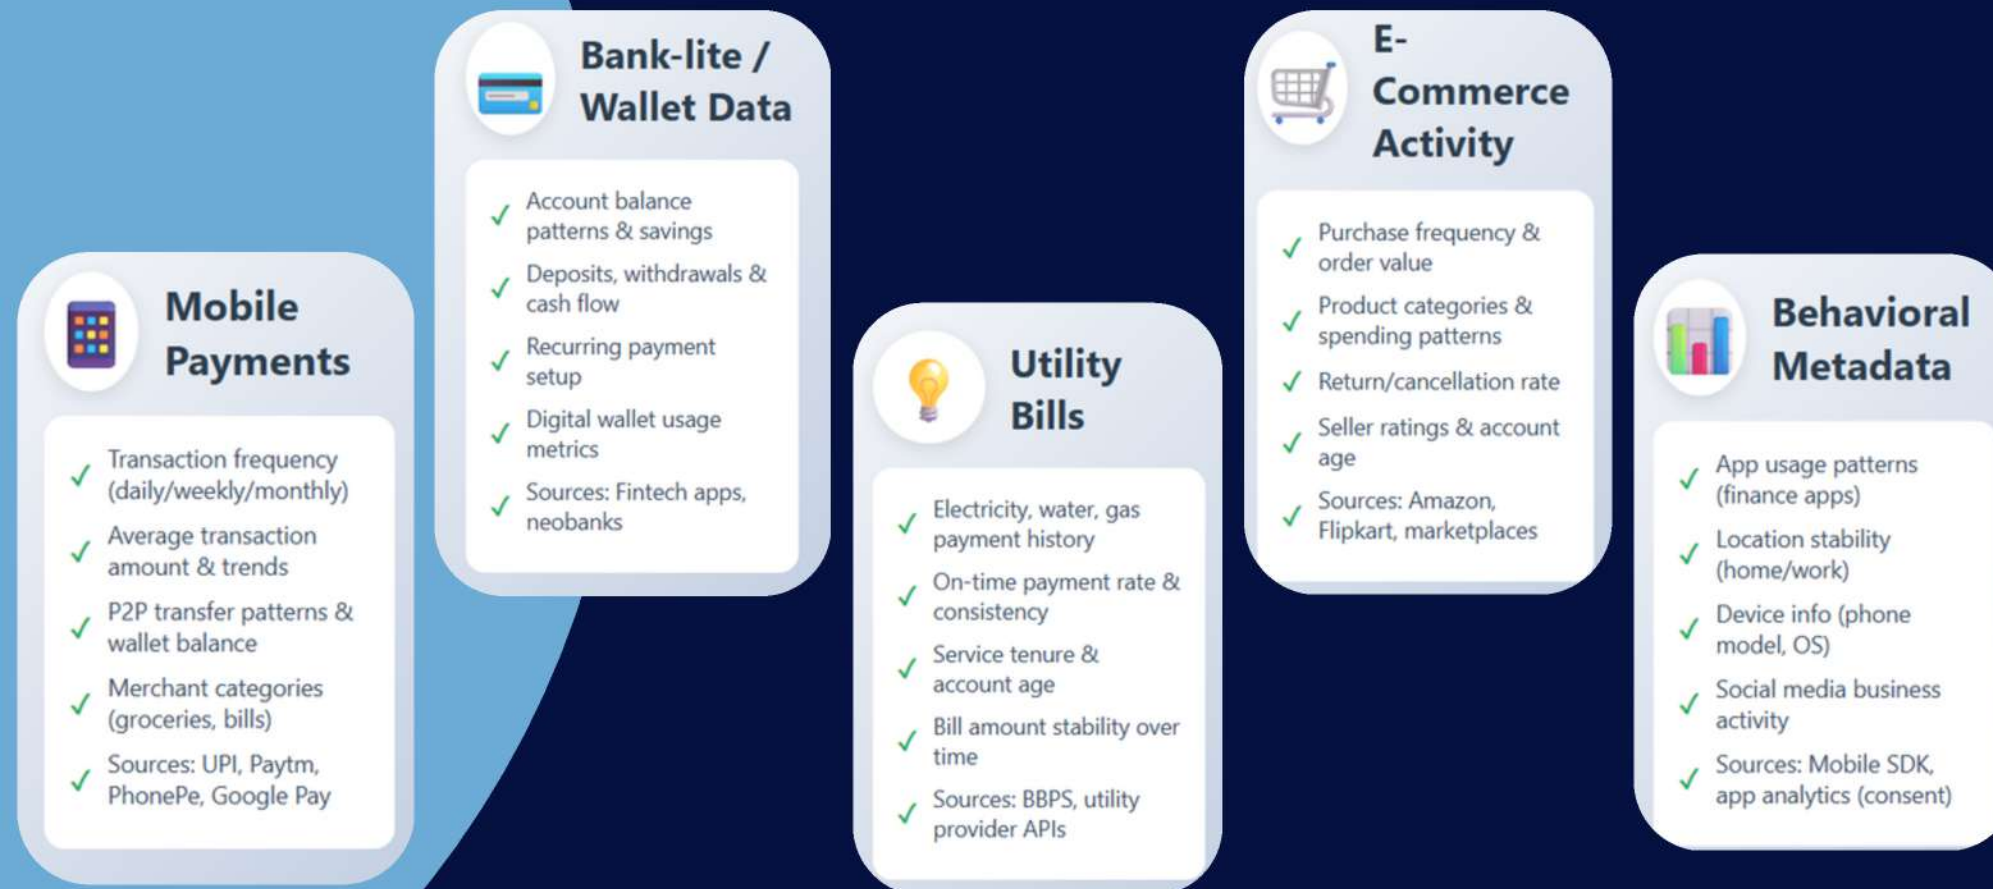 Mobile
Payments
Transaction frequency
(daily/weekly/monthly)
Average transaction
amount & trends
P2P transfer patterns &
wallet balance
Merchant categories
(groceries, bills)
Sources: UPI, Paytm,
PhonePe, Google Pay
Bank-lite /
Wallet Data
Account balance
patterns & savings
Deposits, withdrawals &
cash flow
Recurring payment
setup
Digital wallet usage
metrics
Sources: Fintech apps,
neobanks
Utility
Bills
Electricity, water, gas
payment history
On-time payment rate &
consistency
Service tenure &
account age
Bill amount stability over
time
Sources: BBPS, utility
provider APIs
E-
Commerce
Activity
Purchase frequency &
order value
Product categories &
spending patterns
Return/cancellation rate
Seller ratings & account
age
Sources: Amazon,
Flipkart, marketplaces
Behavioral
Metadata
App usage patterns
(finance apps)
Location stability
(home/work)
Device info (phone
model, OS)
Social media business
activity
Sources: Mobile SDK,
app analytics (consent)